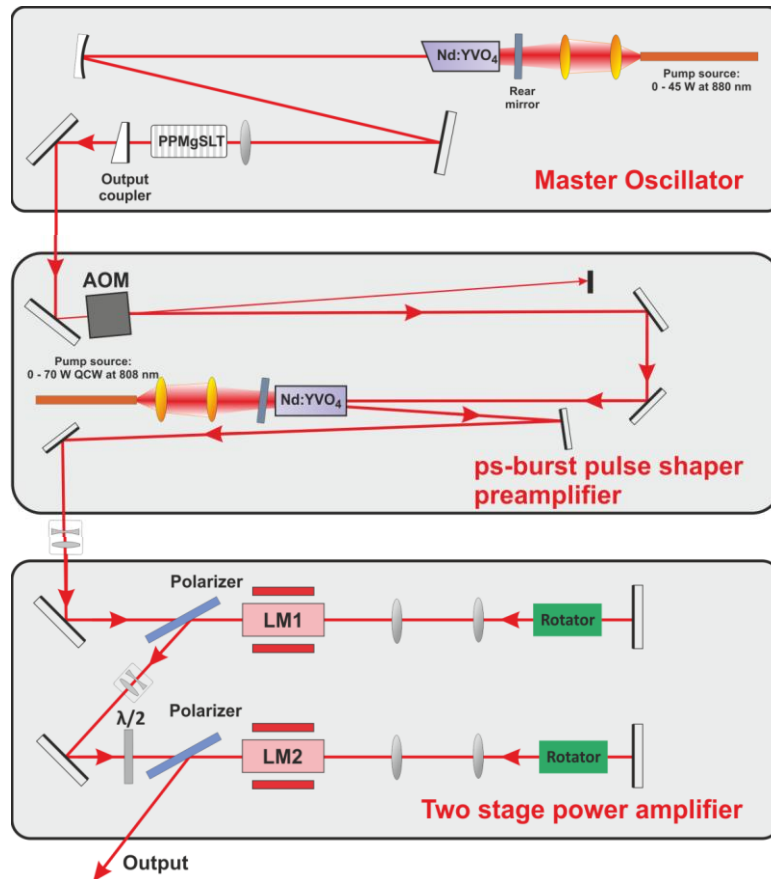 Nd:YVO₄
Rear
mirror
Pump source:
0 - 45 W at 880 nm
PPMgSLT
Output
coupler
Master Oscillator
AOM
Pump source:
0 - 70 W QCW at 808 nm
Nd:YVO₄
ps-burst pulse shaper
preamplifier
Polarizer
LM1
Rotator
λ/2
Polarizer
LM2
Rotator
Two stage power amplifier
Output